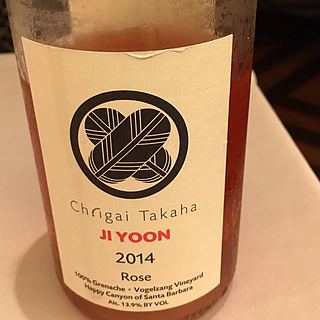 Chrigai Takaha
JI YOON
2014
Rose
100% Grenache • Vogelzang Vineyard
Happy Canyon of Santa Barbara
Alc. 13.9% BY VOL